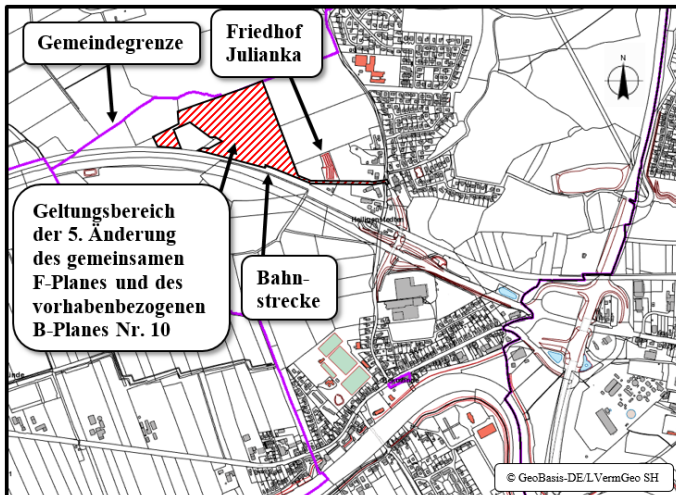 Gemeindegrenze
Friedhof
Julianka
N
Geltungsbereich
der 5. Änderung
des gemeinsamen
F-Planes und des
vorhabenbezogenen
B-Planes Nr. 10
Bahn-
strecke
© GeoBasis-DE/LVermGeo SH